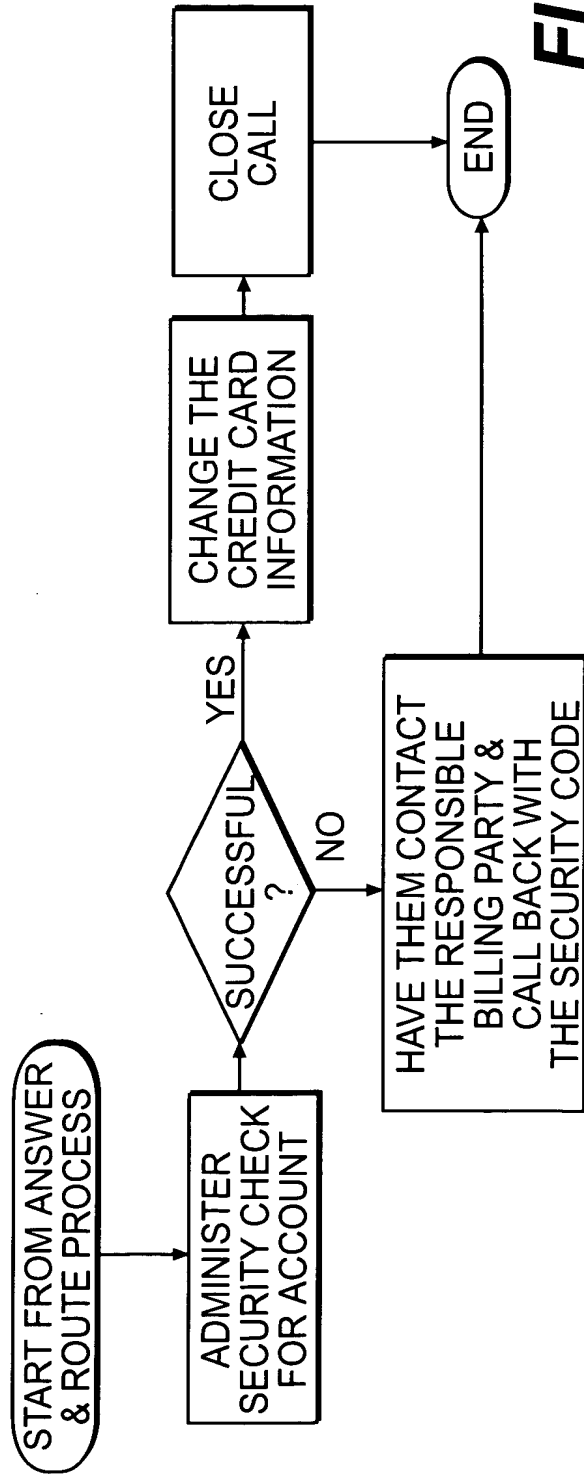 START FROM ANSWER
& ROUTE PROCESS
ADMINISTER
SECURITY CHECK
FOR ACCOUNT
SUCCESSFUL
?
YES
NO
CHANGE THE
CREDIT CARD
INFORMATION
CLOSE
CALL
HAVE THEM CONTACT
THE RESPONSIBLE
BILLING PARTY &
CALL BACK WITH
THE SECURITY CODE
END